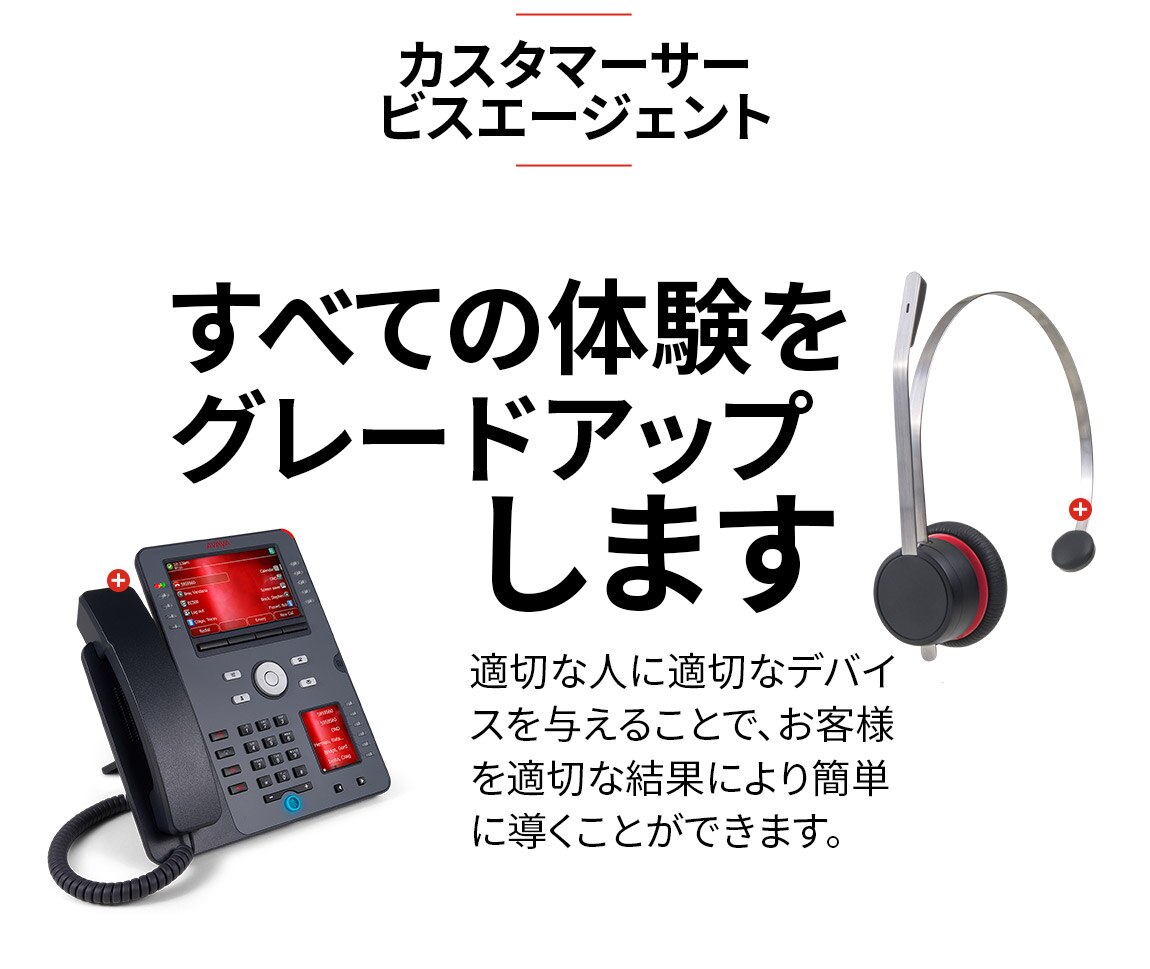 カスタマーサー
ビスエージェント
すべての体験を
グレードアップ
します
適切な人に適切なデバイ
スを与えることで、お客様
を適切な結果により簡単
に導くことができます。
AVAYA